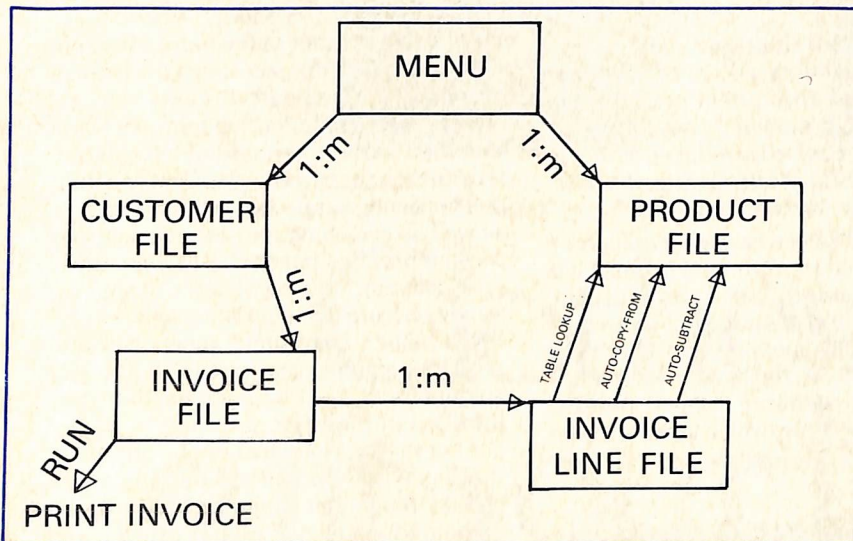 MENU
1:m
1:m
CUSTOMER
FILE
PRODUCT
FILE
1:m
TABLE LOOKUP
AUTO-COPY-FROM
AUTO-SUBTRACT
INVOICE
FILE
1:m
INVOICE
LINE FILE
RUN
PRINT INVOICE